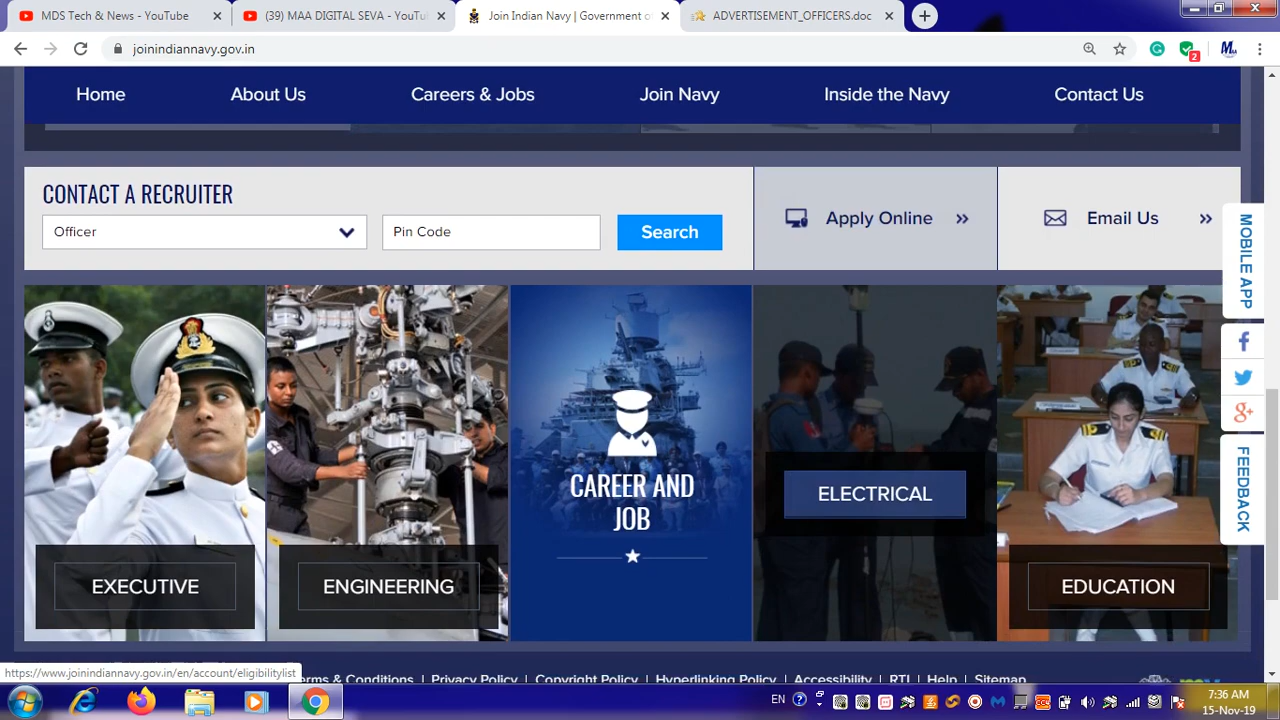 MDS Tech & News - YouTube
(39) MAA DIGITAL SEVA - YouTu
Join Indian Navy | Government o
ADVERTISEMENT_OFFICERS.doc
joinindiannavy.gov.in
2
Home
About Us
Careers & Jobs
Join Navy
Inside the Navy
Contact Us
CONTACT A RECRUITER
Officer
Pin Code
Search
Apply Online
Email Us
MOBILE APP
FEEDBACK
CAREER AND
JOB
ELECTRICAL
EXECUTIVE
ENGINEERING
EDUCATION
https://www.joinindiannavy.gov.in/en/account/eligibilitylist
rms & Conditions
Privacy Policy
Copyright Policy
Hyperlinking Policy
Accessibility
RTI
Help
Sitemap
EN
7:36 AM
15-Nov-19